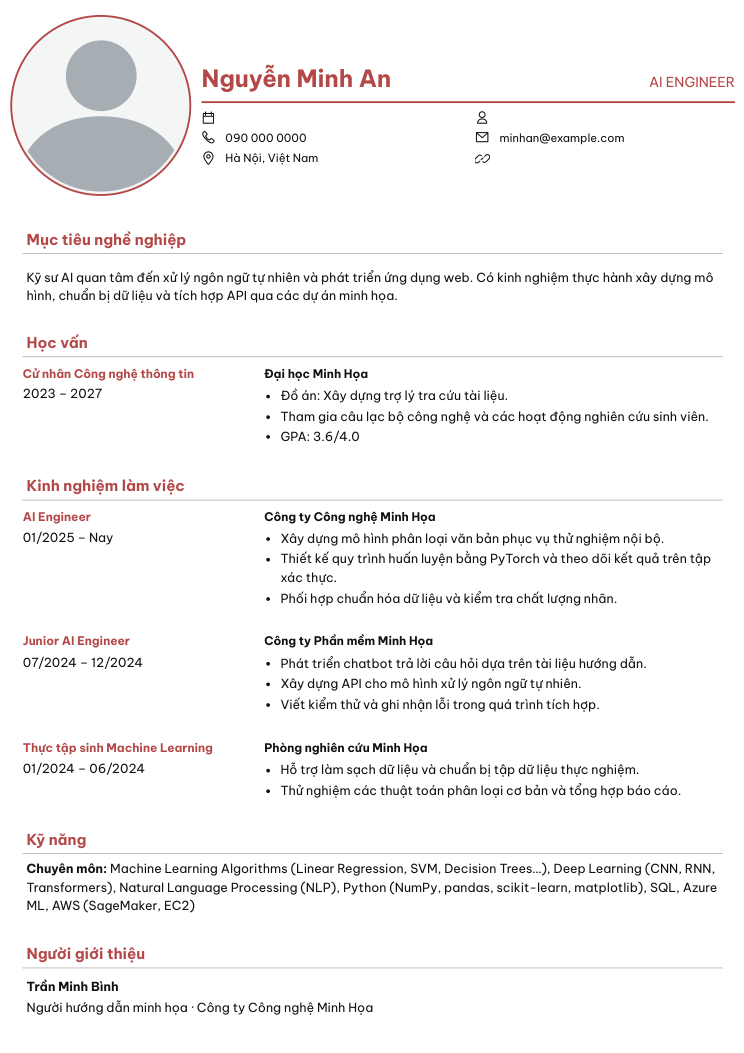 Nguyễn Minh An
AI ENGINEER
090 000 0000
minhan@example.com
Hà Nội, Việt Nam
Mục tiêu nghề nghiệp
Kỹ sư AI quan tâm đến xử lý ngôn ngữ tự nhiên và phát triển ứng dụng web. Có kinh nghiệm thực hành xây dựng mô
hình, chuẩn bị dữ liệu và tích hợp API qua các dự án minh họa.
Học vấn
Cử nhân Công nghệ thông tin
2023 – 2027
Đại học Minh Họa
• Đồ án: Xây dựng trợ lý tra cứu tài liệu.
• Tham gia câu lạc bộ công nghệ và các hoạt động nghiên cứu sinh viên.
• GPA: 3.6/4.0
Kinh nghiệm làm việc
AI Engineer
01/2025 – Nay
Công ty Công nghệ Minh Họa
• Xây dựng mô hình phân loại văn bản phục vụ thử nghiệm nội bộ.
• Thiết kế quy trình huấn luyện bằng PyTorch và theo dõi kết quả trên tập
xác thực.
• Phối hợp chuẩn hóa dữ liệu và kiểm tra chất lượng nhãn.
Junior AI Engineer
07/2024 – 12/2024
Công ty Phần mềm Minh Họa
• Phát triển chatbot trả lời câu hỏi dựa trên tài liệu hướng dẫn.
• Xây dựng API cho mô hình xử lý ngôn ngữ tự nhiên.
• Viết kiểm thử và ghi nhận lỗi trong quá trình tích hợp.
Thực tập sinh Machine Learning
01/2024 – 06/2024
Phòng nghiên cứu Minh Họa
• Hỗ trợ làm sạch dữ liệu và chuẩn bị tập dữ liệu thực nghiệm.
• Thử nghiệm các thuật toán phân loại cơ bản và tổng hợp báo cáo.
Kỹ năng
Chuyên môn: Machine Learning Algorithms (Linear Regression, SVM, Decision Trees...), Deep Learning (CNN, RNN,
Transformers), Natural Language Processing (NLP), Python (NumPy, pandas, scikit-learn, matplotlib), SQL, Azure
ML, AWS (SageMaker, EC2)
Người giới thiệu
Trần Minh Bình
Người hướng dẫn minh họa · Công ty Công nghệ Minh Họa